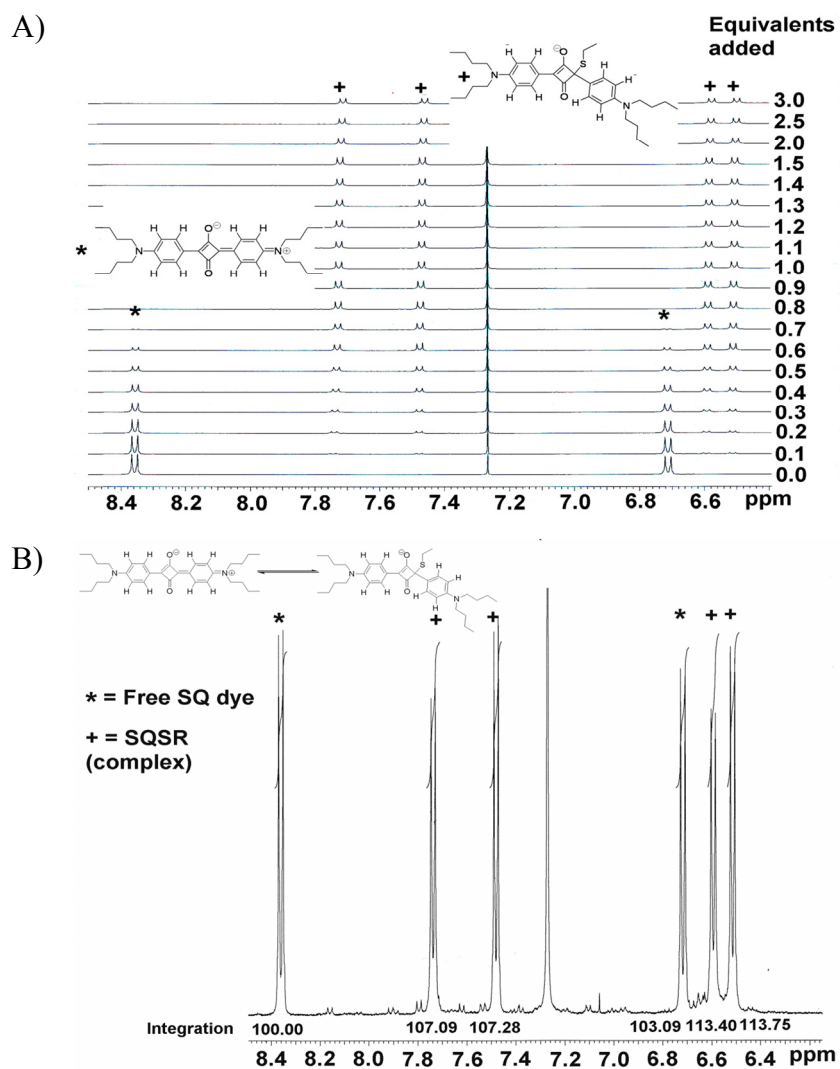 A)
Equivalents
added
3.0
2.5
2.0
1.5
1.4
1.3
1.2
1.1
1.0
0.9
0.8
0.7
0.6
0.5
0.4
0.3
0.2
0.1
0.0
+ + + + +
O S H H H H N O H H H H N
* N H H H H O O H H H H N
* *
8.4 8.2 8.0 7.8 7.6 7.4 7.2 7.0 6.8 6.6 ppm
B)
N H H H H O O H H H H N
N H H H H O S O H H H H N
* + + * + +
* = Free SQ dye
+ = SQSR
(complex)
Integration 100.00 107.09 107.28 103.09 113.40 113.75
8.4 8.2 8.0 7.8 7.6 7.4 7.2 7.0 6.8 6.6 ppm